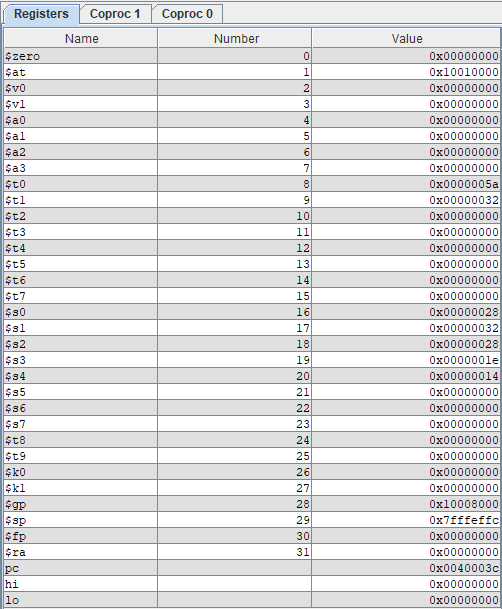 Registers Coproc 1 Coproc 0
Name Number Value
$zero 0 0x00000000
$at 1 0x10010000
$v0 2 0x00000000
$v1 3 0x00000000
$a0 4 0x00000000
$a1 5 0x00000000
$a2 6 0x00000000
$a3 7 0x00000000
$t0 8 0x0000005a
$t1 9 0x00000032
$t2 10 0x00000000
$t3 11 0x00000000
$t4 12 0x00000000
$t5 13 0x00000000
$t6 14 0x00000000
$t7 15 0x00000000
$s0 16 0x00000028
$s1 17 0x00000032
$s2 18 0x00000028
$s3 19 0x0000001e
$s4 20 0x00000014
$s5 21 0x00000000
$s6 22 0x00000000
$s7 23 0x00000000
$t8 24 0x00000000
$t9 25 0x00000000
$k0 26 0x00000000
$k1 27 0x00000000
$gp 28 0x10008000
$sp 29 0x7fffeffc
$fp 30 0x00000000
$ra 31 0x00000000
pc 0x0040003c
hi 0x00000000
lo 0x00000000